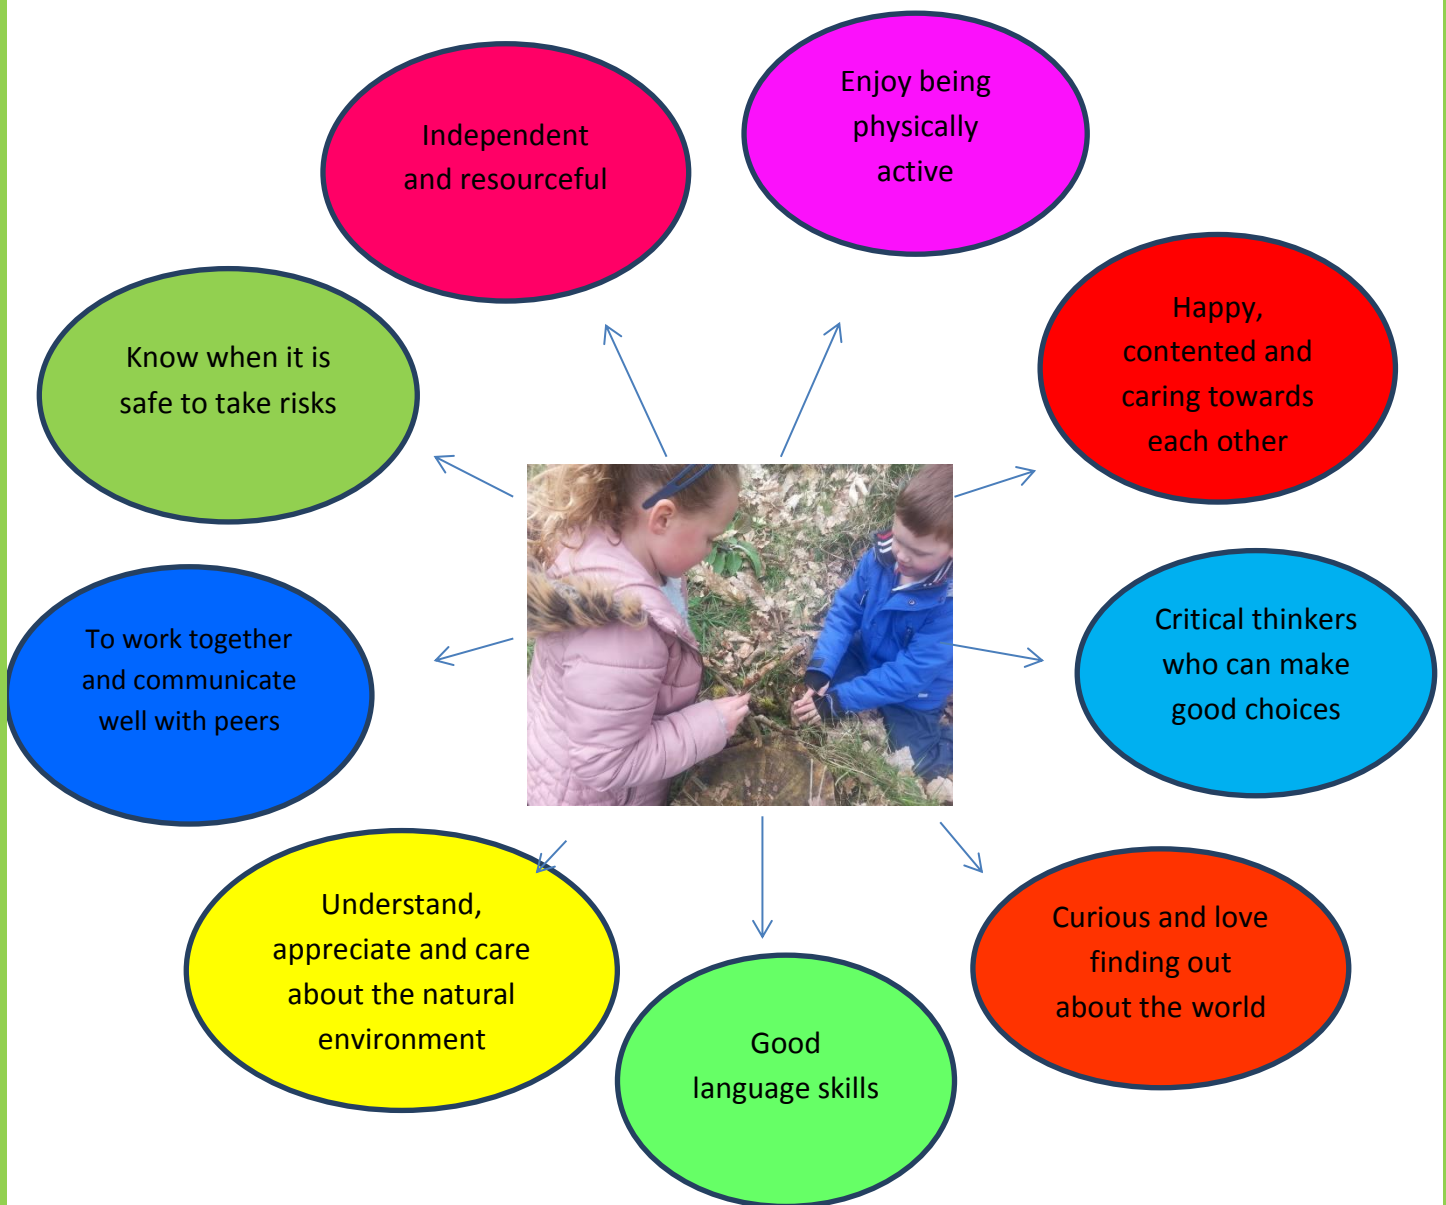 Enjoy being
physically
active
Independent
and resourceful
Happy,
contented and
caring towards
each other
Know when it is
safe to take risks
Critical thinkers
who can make
good choices
To work together
and communicate
well with peers
Understand,
appreciate and care
about the natural
environment
Curious and love
finding out
about the world
Good
language skills